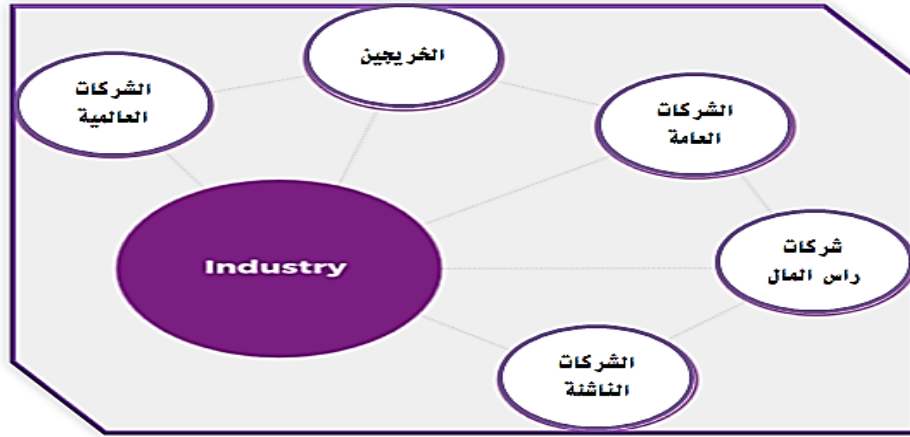 الخريجين
الشركات
العالمية
الشركات
العامة
شركات
راس المال
Industry
الشركات
الناشئة